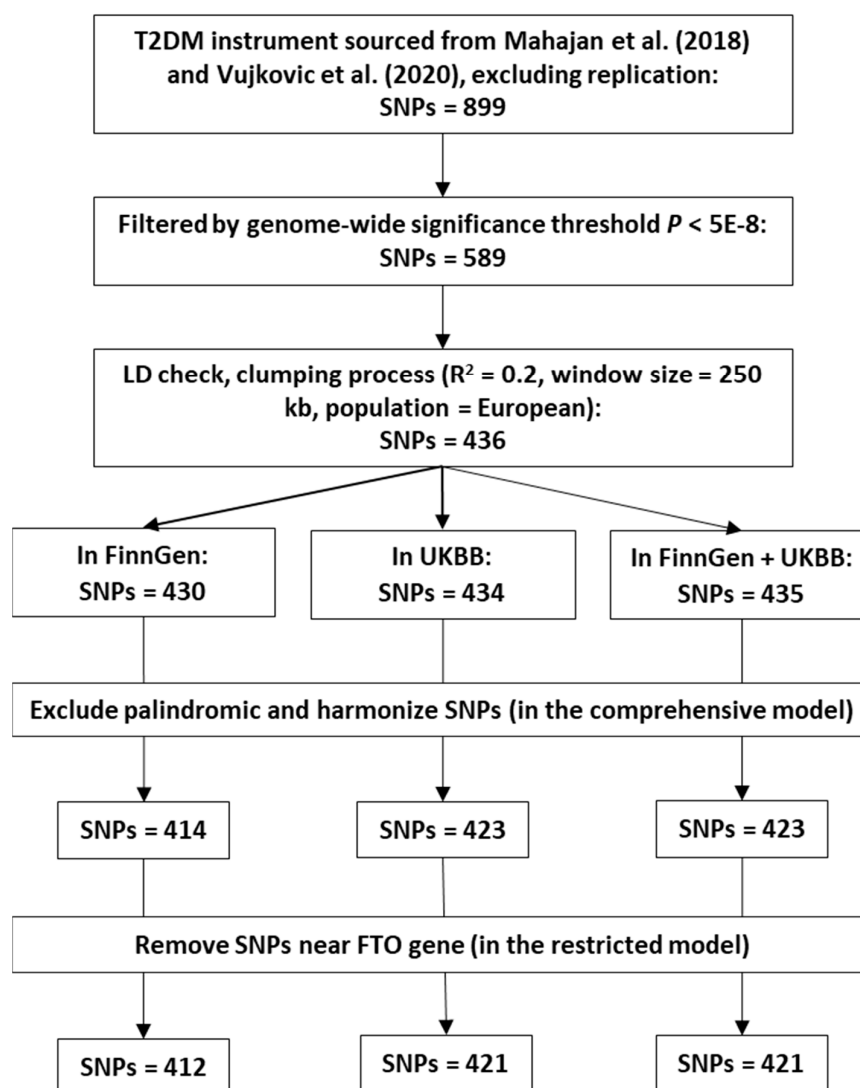 T2DM instrument sourced from Mahajan et al. (2018)
and Vujkovic et al. (2020), excluding replication:
SNPs = 899
Filtered by genome-wide significance threshold P < 5E-8:
SNPs = 589
LD check, clumping process (R² = 0.2, window size = 250
kb, population = European):
SNPs = 436
In FinnGen:
SNPs = 430
In UKBB:
SNPs = 434
In FinnGen + UKBB:
SNPs = 435
Exclude palindromic and harmonize SNPs (in the comprehensive model)
SNPs = 414
SNPs = 423
SNPs = 423
Remove SNPs near FTO gene (in the restricted model)
SNPs = 412
SNPs = 421
SNPs = 421